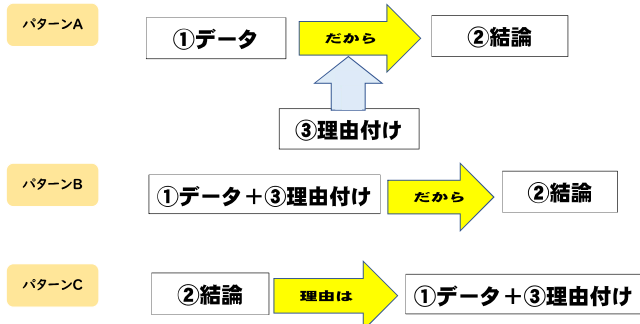 パターンA
①データ
だから
②結論
③理由付け
パターンB
①データ＋③理由付け
だから
②結論
パターンC
②結論
理由は
①データ＋③理由付け